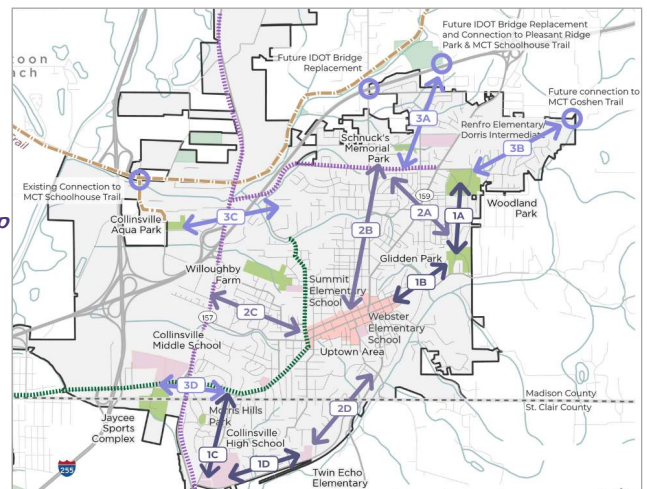 Future IDOT Bridge Replacement
and Connection to Pleasant Ridge
Park & MCT Schoolhouse Trail
oon
ach
Future IDOT Bridge
Replacement
Future connection to
MCT Goshen Trail
3A
Renfro Elementary/
Dorris Intermediate
3B
Schnuck's
Memorial
Park
Trail
Existing Connection to
MCT Schoolhouse Trail
159
2A
1A
Woodland
Park
Collinsville
Aqua Park
3C
2B
Glidden Park
Willoughby
Farm
Summit
Elementary
School
1B
2C
157
Webster
Elementary
School
Collinsville
Middle School
Uptown Area
3D
Madison County
St. Clair County
Jaycee
Sports
Complex
Morris Hills
Park
2D
Collinsville
High School
1C
1D
255
Twin Echo
Elementary